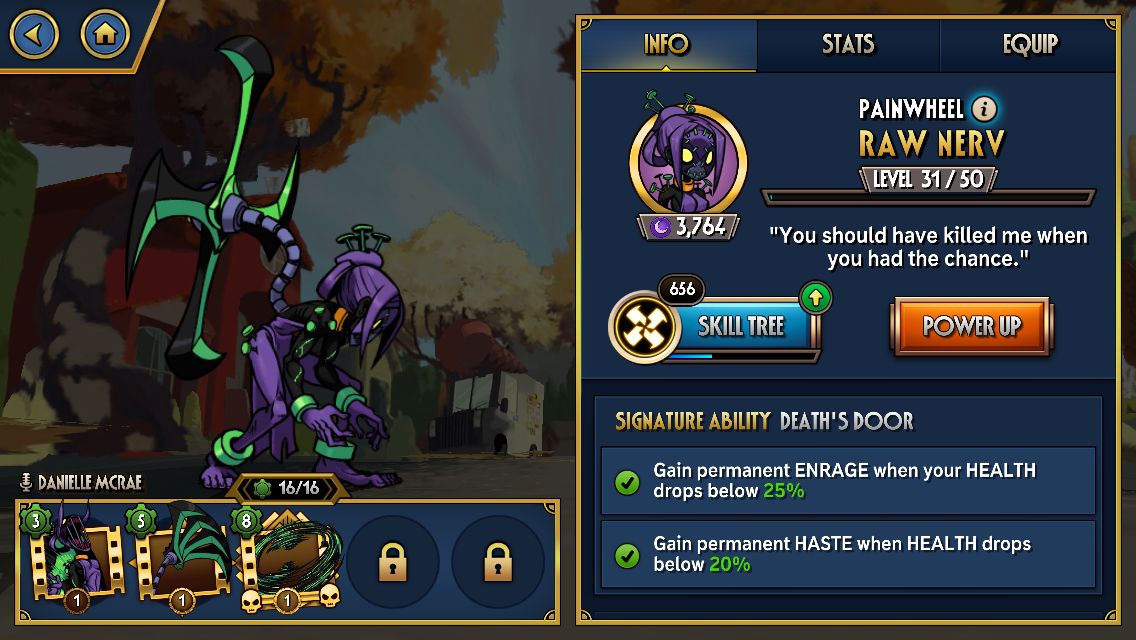 INFO
STATS
EQUIP
PAINWHEEL
RAW NERV
LEVEL 31 / 50
3,764
"You should have killed me when
you had the chance."
656
SKILL TREE
POWER UP
SIGNATURE ABILITY DEATH'S DOOR
Gain permanent ENRAGE when your HEALTH
drops below 25%
Gain permanent HASTE when HEALTH drops
below 20%
DANIELLE MCRAE
16/16
3
5
8
1
1
1